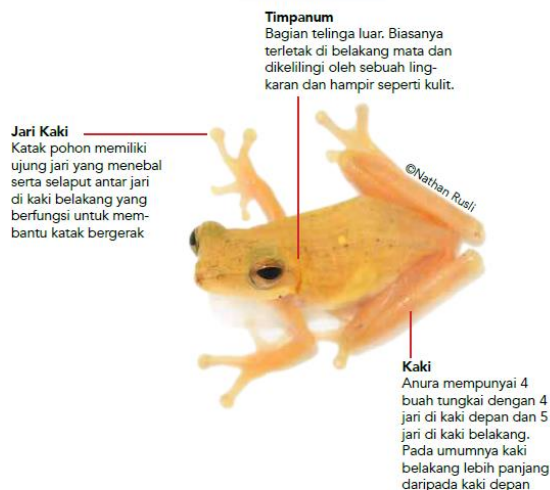 Timpanum
Bagian telinga luar. Biasanya
terletak di belakang mata dan
dikelilingi oleh sebuah ling-
karan dan hampir seperti kulit.
Jari Kaki
Katak pohon memiliki
ujung jari yang menebal
serta selaput antar jari
di kaki belakang yang
berfungsi untuk mem-
bantu katak bergerak
©Nathan Rusli
Kaki
Anura mempunyai 4
buah tungkai dengan 4
jari di kaki depan dan 5
jari di kaki belakang.
Pada umumnya kaki
belakang lebih panjang
daripada kaki depan